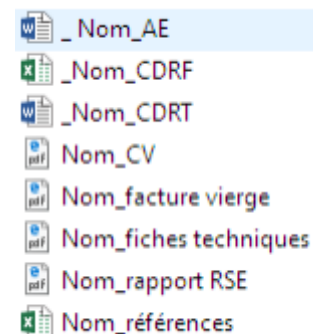 _ Nom_AE
_Nom_CDRF
_Nom_CDRT
Nom_CV
Nom_facture vierge
Nom_fiches techniques
Nom_rapport RSE
Nom_références